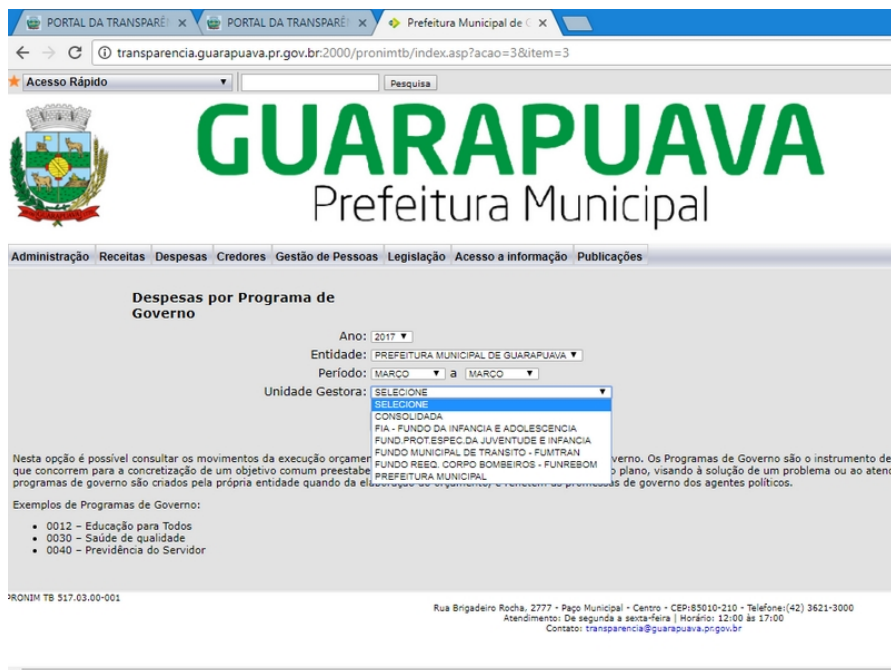 PORTAL DA TRANSPARÊ
PORTAL DA TRANSPARÊ
Prefeitura Municipal de G
transparencia.guarapuava.pr.gov.br:2000/pronimtb/index.asp?acao=3&item=3
Acesso Rápido
Pesquisa
GUARAPUAVA
Prefeitura Municipal
Administração Receitas Despesas Credores Gestão de Pessoas Legislação Acesso a informação Publicações
Despesas por Programa de
Governo
Ano: 2017
Entidade: PREFEITURA MUNICIPAL DE GUARAPUAVA
Período: MARÇO a MARÇO
Unidade Gestora: SELECIONE
SELECIONE
CONSOLIDADA
FIA - FUNDO DA INFANCIA E ADOLESCENCIA
FUND.PROT.ESPEC.DA JUVENTUDE E INFANCIA
FUNDO MUNICIPAL DE TRANSITO - FUMTRAN
FUNDO REEQ. CORPO BOMBEIROS - FUNREBOM
PREFEITURA MUNICIPAL
Nesta opção é possível consultar os movimentos da execução orçamen verno. Os Programas de Governo são o instrumento de
que concorrem para a concretização de um objetivo comum preestabe plano, visando à solução de um problema ou ao aten
programas de governo são criados pela própria entidade quando da ela
Exemplos de Programas de Governo:
• 0012 – Educação para Todos
• 0030 – Saúde de qualidade
• 0040 – Previdência do Servidor
PRONIM TB 517.03.00-001
Rua Brigadeiro Rocha, 2777 - Paço Municipal - Centro - CEP:85010-210 - Telefone:(42) 3621-3000
Atendimento: De segunda a sexta-feira | Horário: 12:00 às 17:00
Contato: transparencia@guarapuava.pr.gov.br